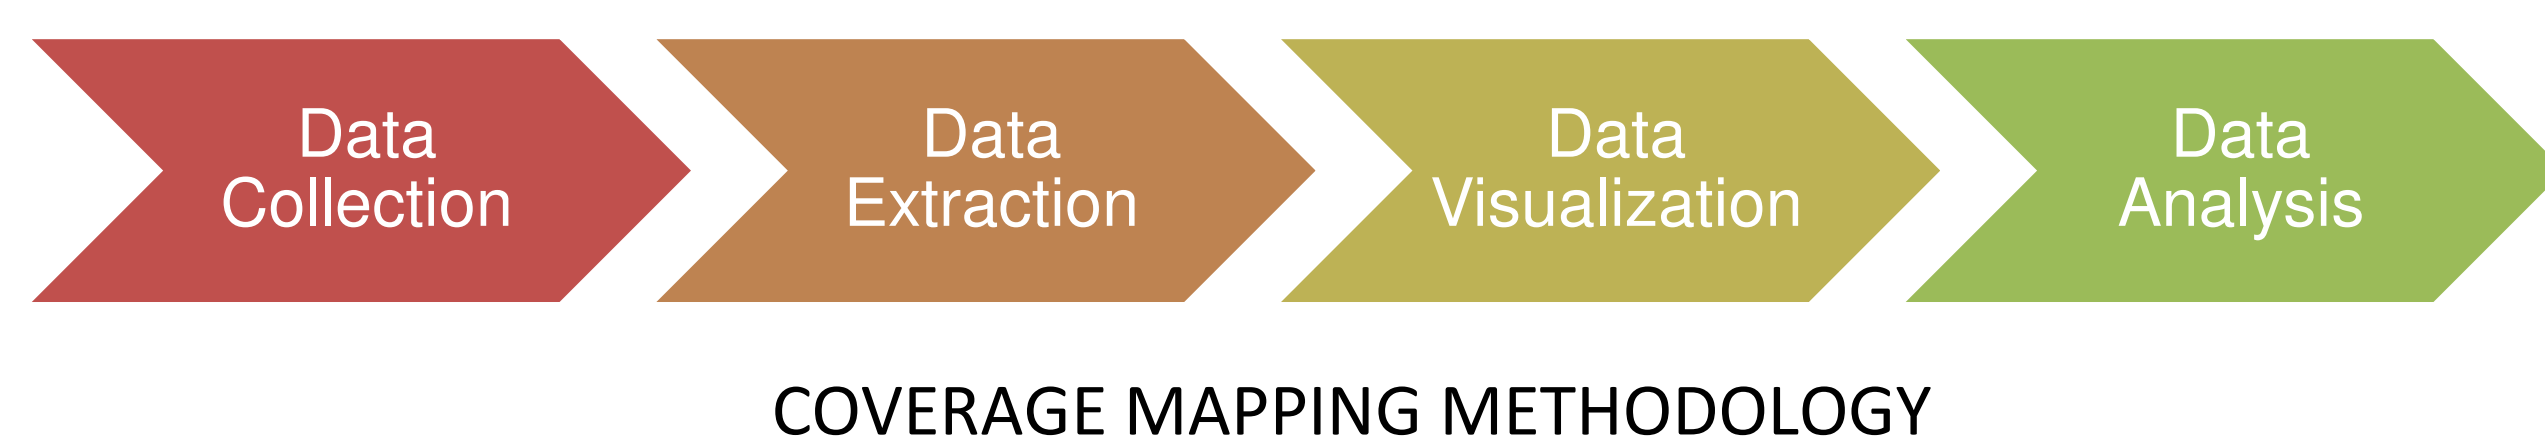 Data
Collection
Data
Extraction
Data
Visualization
Data
Analysis
COVERAGE MAPPING METHODOLOGY